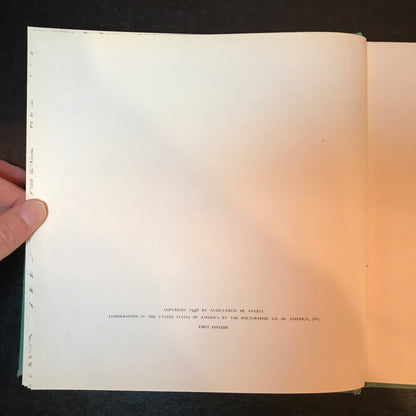 COPYRIGHT 1946 BY MARGUERITE DE ANGELI
LITHOGRAPHED IN THE UNITED STATES OF AMERICA BY THE POLYGRAPHIC CO. OF AMERICA, INC.
FIRST EDITION